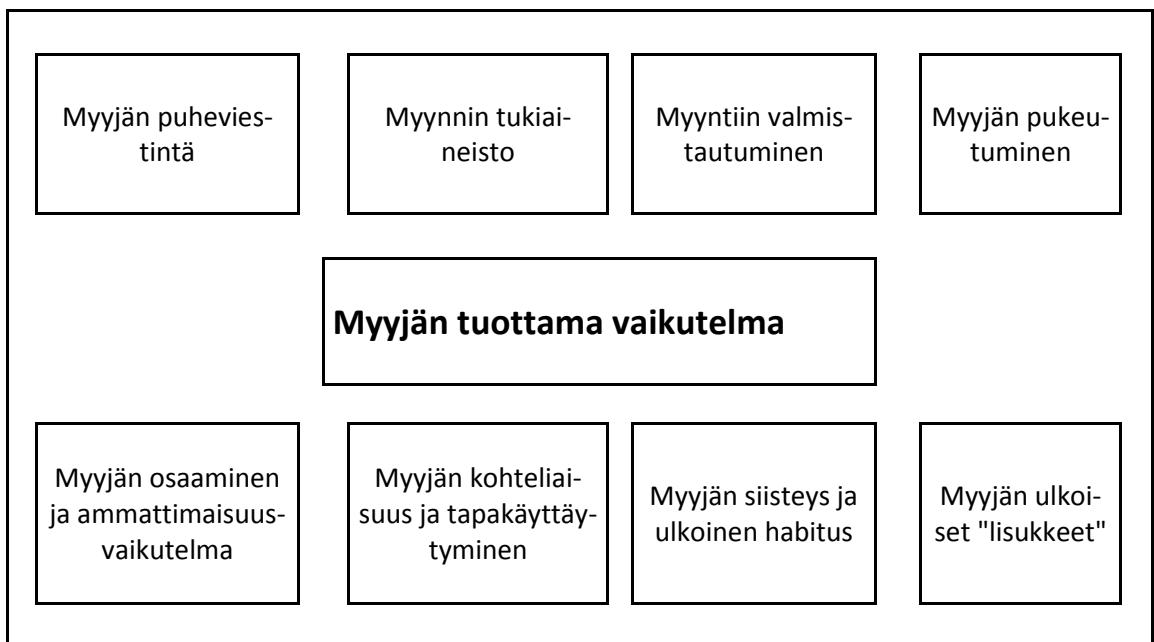 Myyjän puhevies-
tintä
Myynnin tukiai-
neisto
Myyntiin valmis-
tautuminen
Myyjän pukeu-
tuminen
Myyjän tuottama vaikutelma
Myyjän osaaminen
ja ammattimaisuus-
vaikutelma
Myyjän kohteliai-
suus ja tapakäyttäy-
tyminen
Myyjän siisteys ja
ulkoinen habitus
Myyjän ulkoi-
set "lisukkeet"